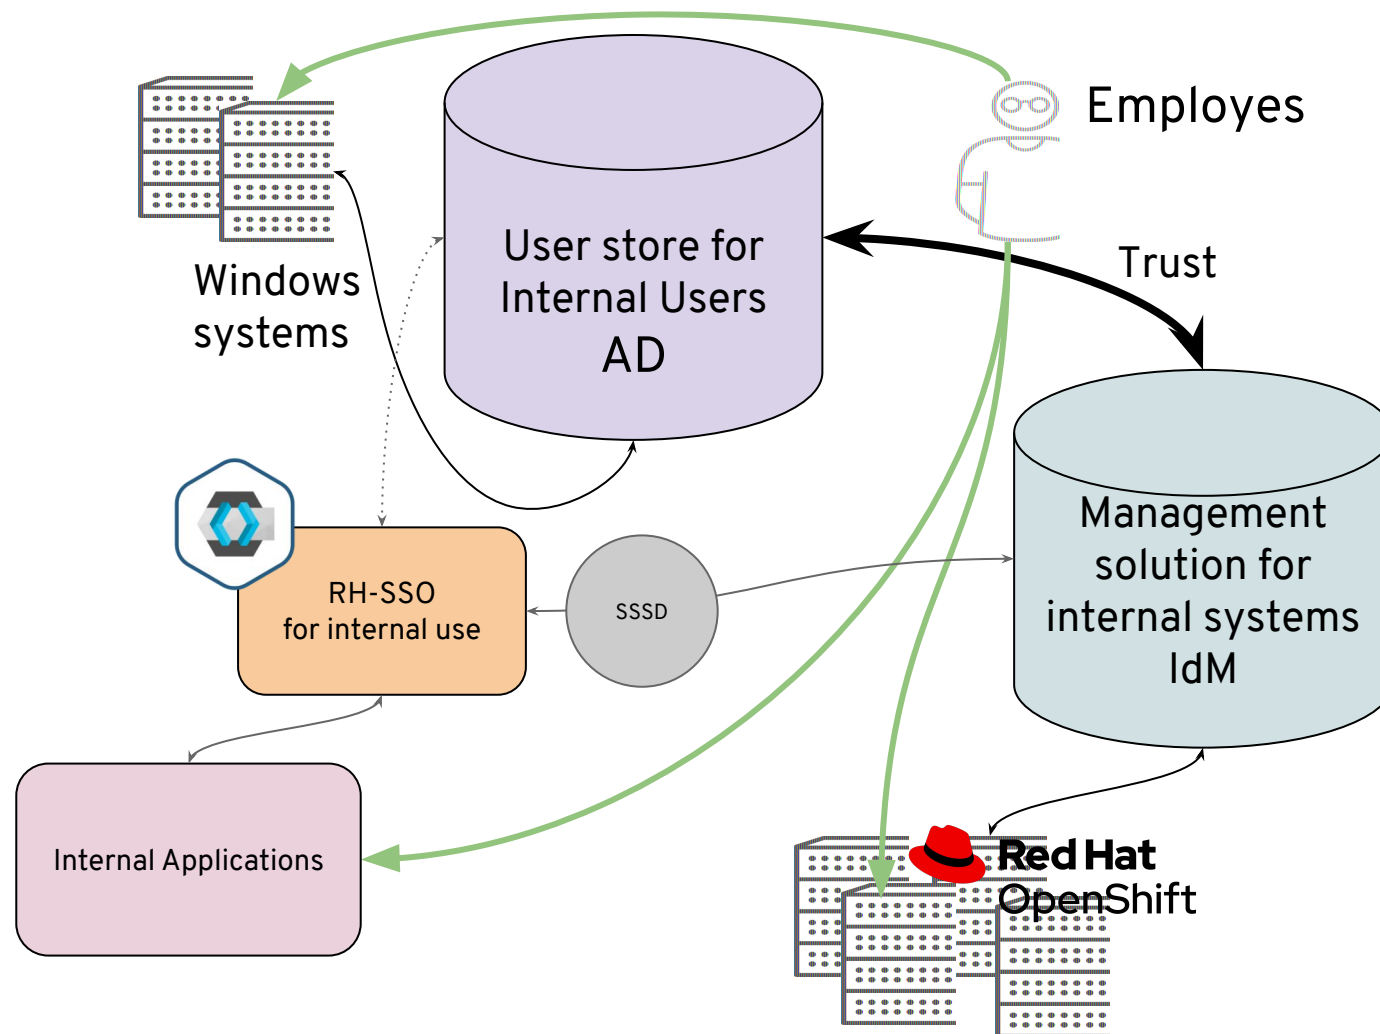 Employes
User store for
Internal Users
AD
Trust
Windows
systems
Management
solution for
internal systems
IdM
RH-SSO
for internal use
SSSD
Internal Applications
Red Hat
OpenShift